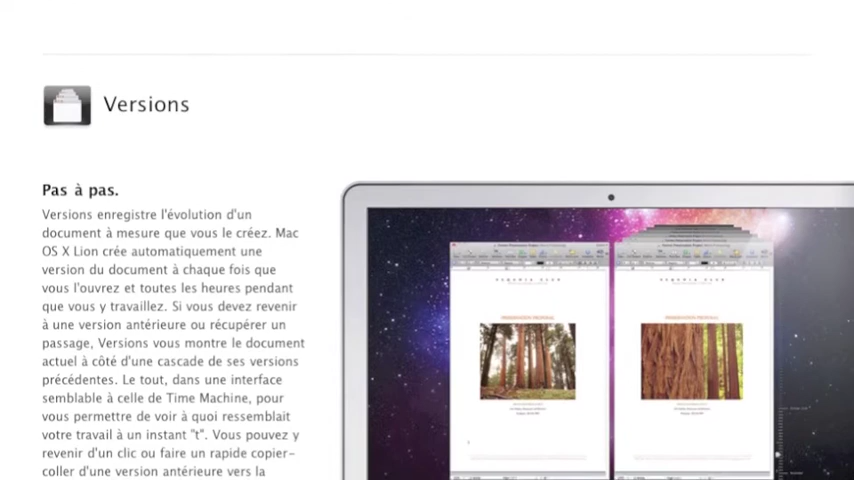 Versions
Pas à pas.
Versions enregistre l'évolution d'un
document à mesure que vous le créez. Mac
OS X Lion crée automatiquement une
version du document à chaque fois que
vous l'ouvrez et toutes les heures pendant
que vous y travaillez. Si vous devez revenir
à une version antérieure ou récupérer un
passage, Versions vous montre le document
actuel à côté d'une cascade de ses versions
précédentes. Le tout, dans une interface
semblable à celle de Time Machine, pour
vous permettre de voir à quoi ressemblait
votre travail à un instant "t". Vous pouvez y
revenir d'un clic ou faire un rapide copier-
coller d'une version antérieure vers la